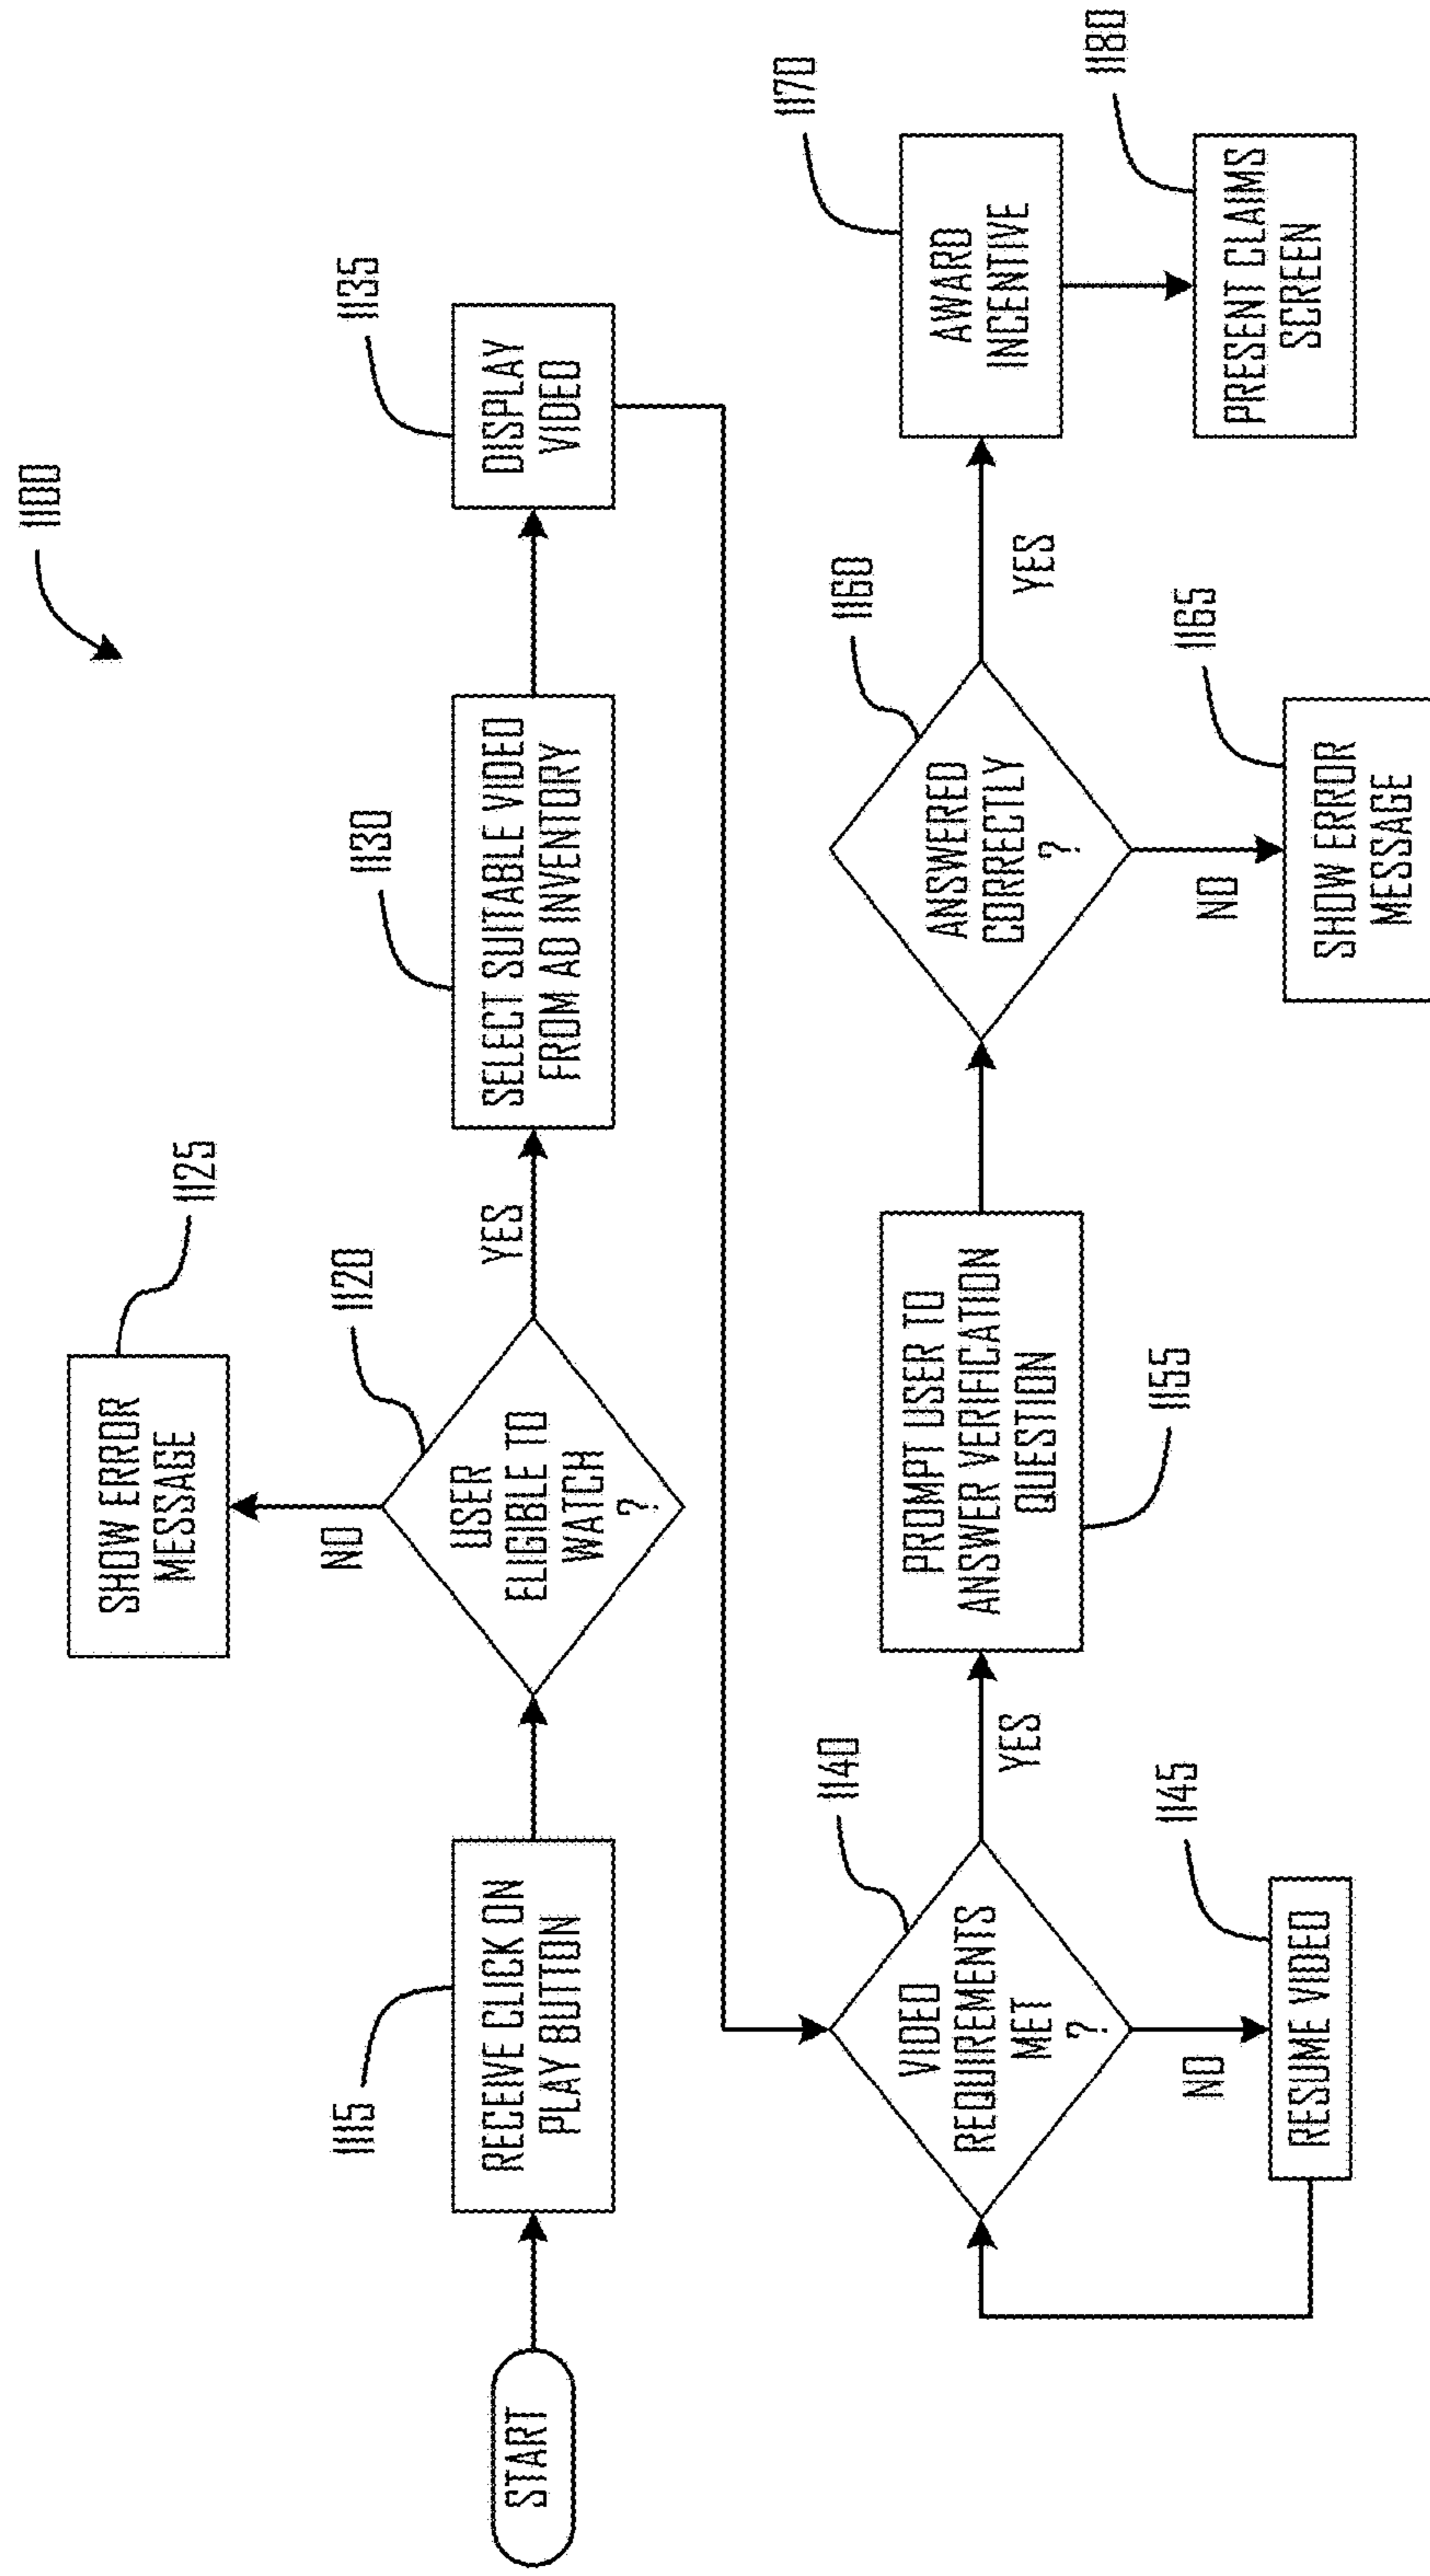 1100
START
RECEIVE CLICK ON
PLAY BUTTON
1115
USER
ELIGIBLE TO
WATCH
?
1120
NO
SHOW ERROR
MESSAGE
1125
YES
SELECT SUITABLE VIDEO
FROM AD INVENTORY
1130
DISPLAY
VIDEO
1135
VIDEO
REQUIREMENTS
MET
?
1140
NO
RESUME VIDEO
1145
YES
PROMPT USER TO
ANSWER VERIFICATION
QUESTION
1155
ANSWERED
CORRECTLY
?
1160
NO
SHOW ERROR
MESSAGE
1165
YES
AWARD
INCENTIVE
1170
PRESENT CLAIMS
SCREEN
1180